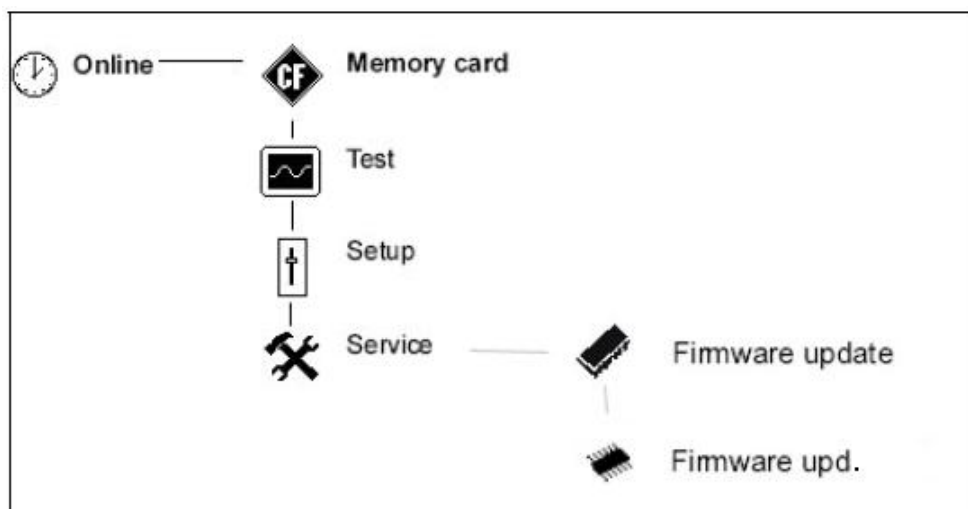 Online
CF
Memory card
Test
Setup
Service
Firmware update
Firmware upd.